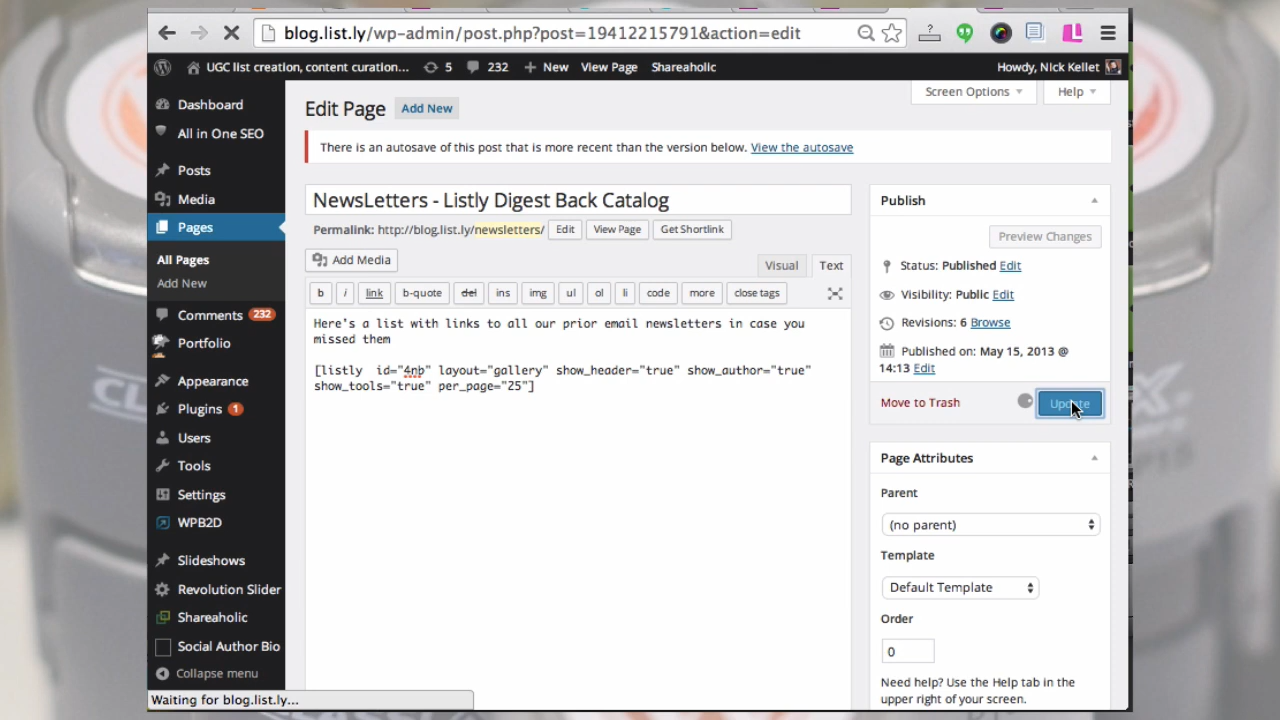 blog.list.ly/wp-admin/post.php?post=19412215791&action=edit
UGC list creation, content curation... 5 232 + New View Page Shareaholic Howdy, Nick Kellet
Screen Options Help
Dashboard
All in One SEO
Posts
Media
Pages
All Pages
Add New
Comments 232
Portfolio
Appearance
Plugins 1
Users
Tools
Settings
WPB2D
Slideshows
Revolution Slider
Shareaholic
Social Author Bio
Collapse menu
Edit Page Add New
There is an autosave of this post that is more recent than the version below. View the autosave
NewsLetters - Listly Digest Back Catalog
Permalink: http://blog.list.ly/newsletters/ Edit View Page Get Shortlink
Add Media Visual Text
b i link b-quote del ins img ul ol li code more close tags
Here's a list with links to all our prior email newsletters in case you
missed them
[listly id="4np" layout="gallery" show_header="true" show_author="true"
show_tools="true" per_page="25"]
Publish
Preview Changes
Status: Published Edit
Visibility: Public Edit
Revisions: 6 Browse
Published on: May 15, 2013 @
14:13 Edit
Move to Trash Update
Page Attributes
Parent
(no parent)
Template
Default Template
Order
0
Need help? Use the Help tab in the
upper right of your screen.
Waiting for blog.list.ly...